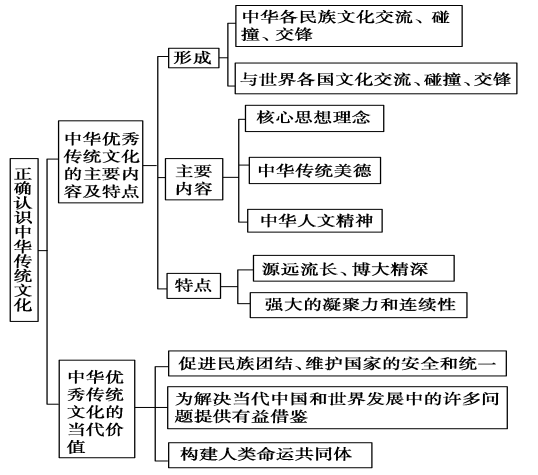 正确认识中华传统文化
中华优秀
传统文化
的主要内
容及特点
形成
中华各民族文化交流、碰
撞、交锋
与世界各国文化交流、碰撞、交锋
主要
内容
核心思想理念
中华传统美德
中华人文精神
特点
源远流长、博大精深
强大的凝聚力和连续性
中华优
秀传统
文化的
当代价
值
促进民族团结、维护国家的安全和统一
为解决当代中国和世界发展中的许多问
题提供有益借鉴
构建人类命运共同体